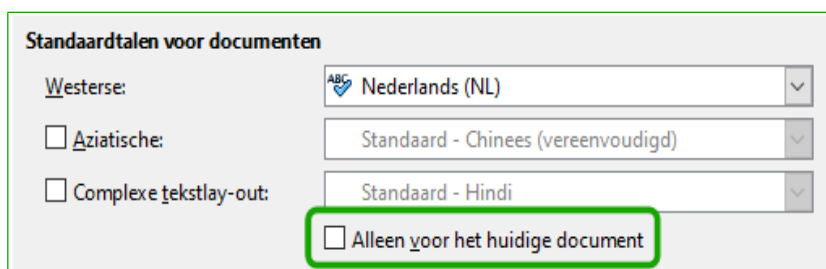 Standaardtalen voor documenten
Westerse: ABC Nederlands (NL)
Aziatische: Standaard - Chinees (vereenvoudigd)
Complexe tekstlay-out: Standaard - Hindi
Alleen voor het huidige document